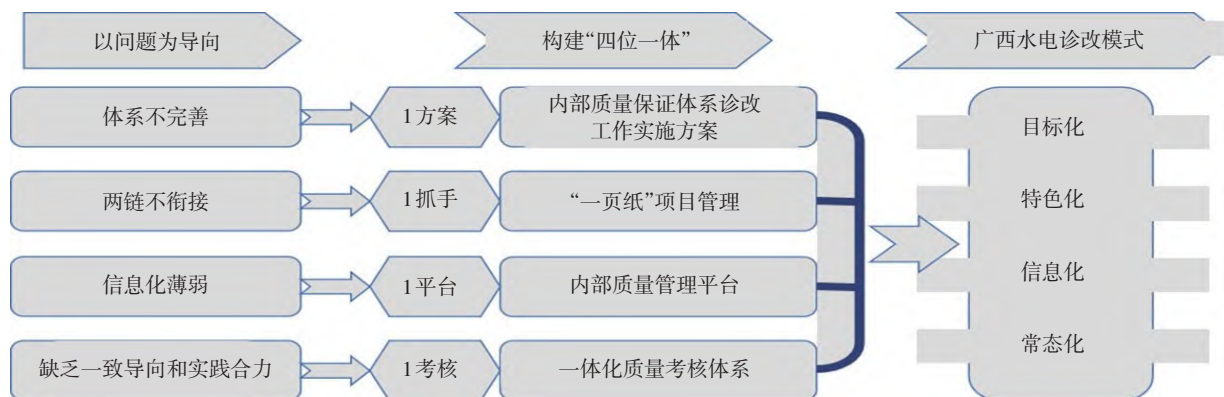 以问题为导向
构建“四位一体”
广西水电诊改模式
体系不完善
1方案
内部质量保证体系诊改
工作实施方案
两链不衔接
1抓手
“一页纸”项目管理
信息化薄弱
1平台
内部质量管理平台
缺乏一致导向和实践合力
1考核
一体化质量考核体系
目标化
特色化
信息化
常态化